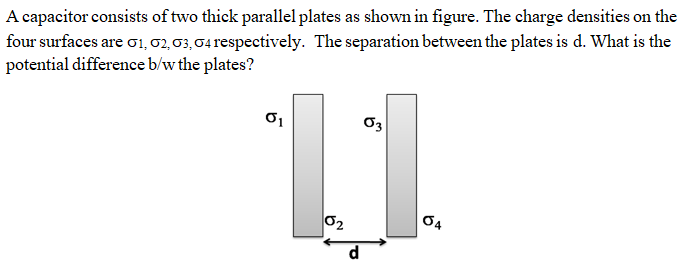 A capacitor consists of two thick parallel plates as shown in figure. The charge densities on the
four surfaces are σ1, σ2, σ3, σ4 respectively. The separation between the plates is d. What is the
potential difference b/w the plates?
σ1
σ3
σ2
σ4
d